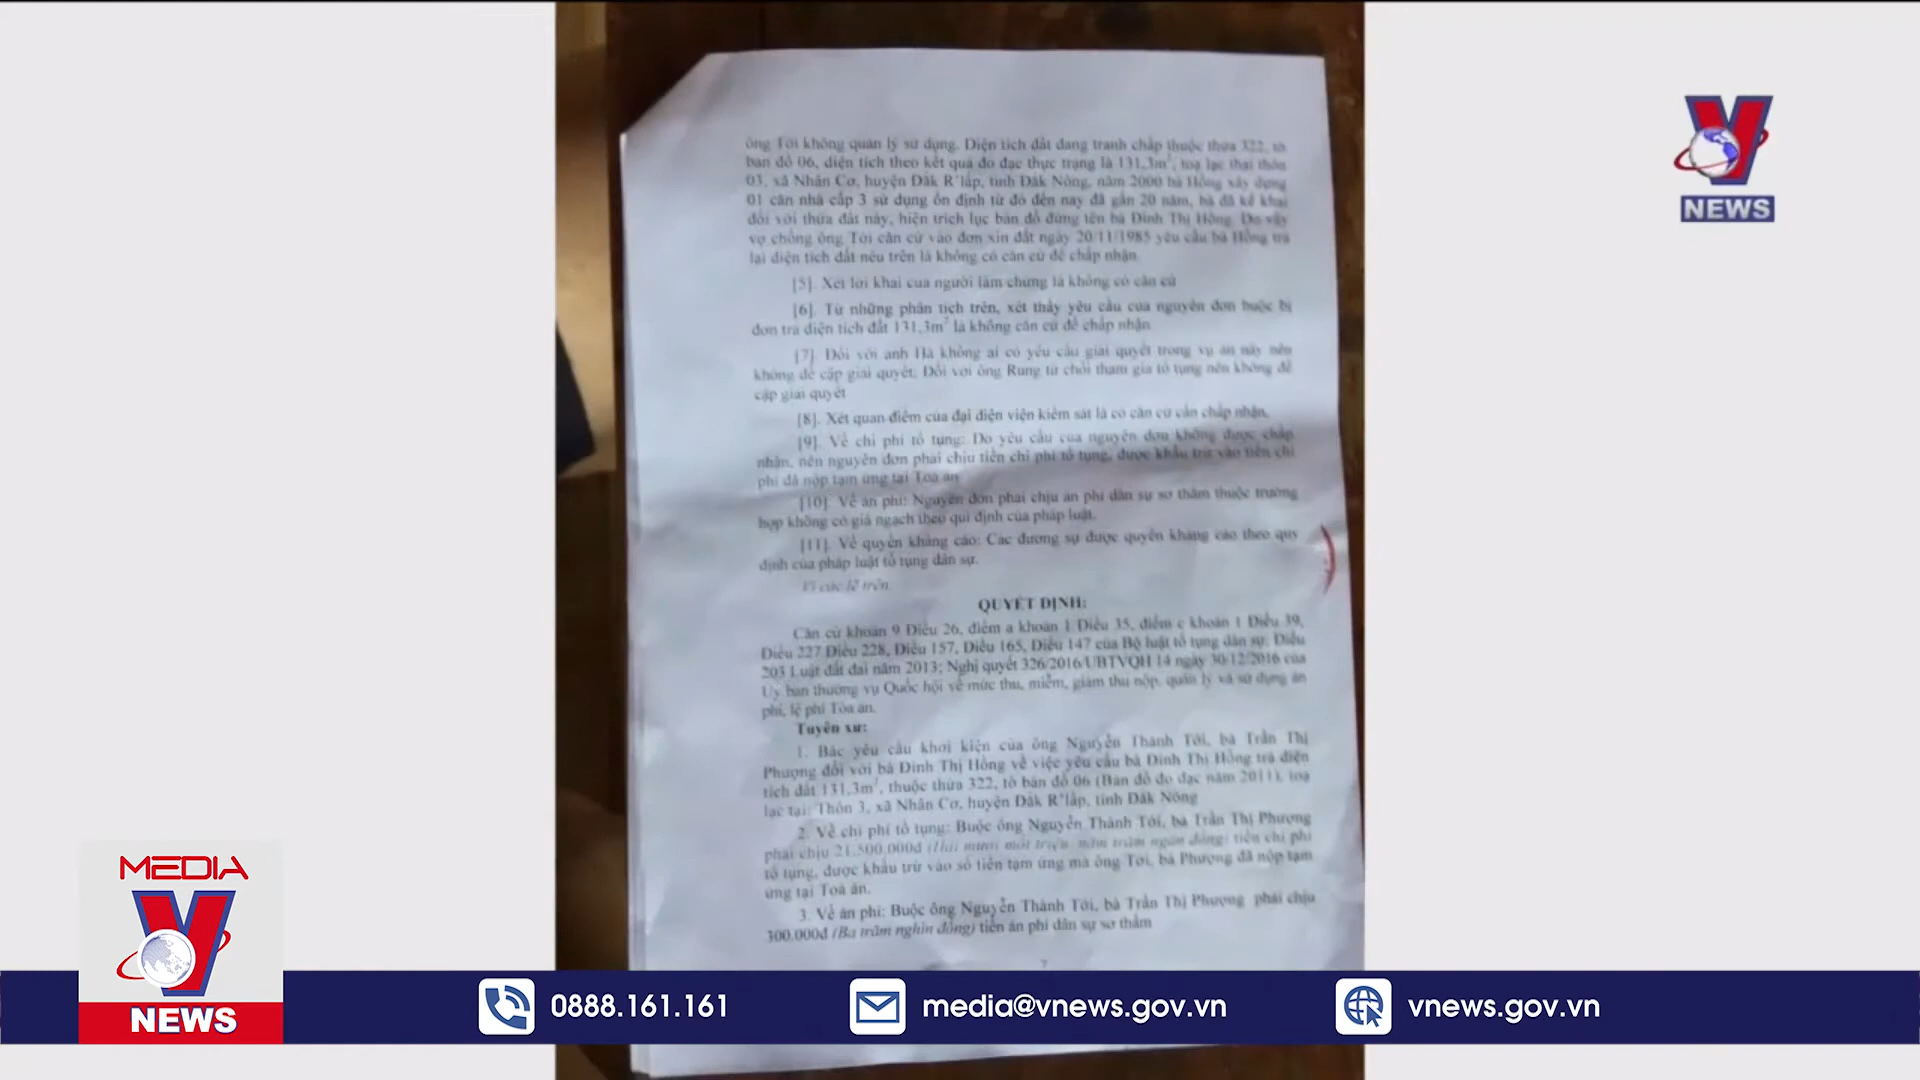 NEWS
ông Tới không quản lý sử dụng. Diện tích đất đang tranh chấp thuộc thửa 322, tờ
bản đồ 06, diện tích theo kết quả đo đạc thực trạng là 131,3m², toạ lạc thai thôn
03, xã Nhân Cơ, huyện Đăk R'lấp, tỉnh Đăk Nông, năm 2000 bà Hồng xây dựng
01 căn nhà cấp 3 sử dụng ổn định từ đó đến nay đã gần 20 năm, bà đã kê khai
đối với thửa đất này, hiện trích lục bản đồ đứng tên bà Đinh Thị Hồng. Do vậy
vợ chồng ông Tới căn cứ vào đơn xin đất ngày 20/11/1985 yêu cầu bà Hồng trả
lại diện tích đất nêu trên là không có căn cứ để chấp nhận.
[5]. Xét lời khai của người làm chứng là không có căn cứ
[6]. Từ những phân tích trên, xét thấy yêu cầu của nguyên đơn buộc bị
đơn trả diện tích đất 131,3m² là không căn cứ để chấp nhận.
[7]. Đối với anh Hà không ai có yêu cầu giải quyết trong vụ án này nên
không đề cập giải quyết. Đối với ông Rung từ chối tham gia tố tụng nên không đề
cập giải quyết
[8]. Xét quan điểm của đại diện viện kiểm sát là có căn cứ cần chấp nhận.
[9]. Về chi phí tố tụng: Do yêu cầu của nguyên đơn không được chấp
nhận, nên nguyên đơn phải chịu tiền chi phí tố tụng, được khấu trừ vào tiền chi
phí đã nộp tạm ứng tại Toà án
[10]. Về án phí: Nguyên đơn phải chịu án phí dân sự sơ thẩm thuộc trường
hợp không có giá ngạch theo qui định của pháp luật.
[11]. Về quyền kháng cáo: Các đương sự được quyền kháng cáo theo quy
định của pháp luật tố tụng dân sự.
Vì các lẽ trên,
QUYẾT ĐỊNH:
Căn cứ khoản 9 Điều 26, điểm a khoản 1 Điều 35, điểm c khoản 1 Điều 39,
Điều 227 Điều 228, Điều 157, Điều 165, Điều 147 của Bộ luật tố tụng dân sự; Điều
203 Luật đất đai năm 2013; Nghị quyết 326/2016/UBTVQH 14 ngày 30/12/2016 của
Uỷ ban thường vụ Quốc hội về mức thu, miễm, giảm thu nộp, quản lý và sử dụng án
phí, lệ phí Tòa án.
Tuyên xử:
1. Bác yêu cầu khởi kiện của ông Nguyễn Thành Tới, bà Trần Thị
Phượng đối với bà Đinh Thị Hồng về việc yêu cầu bà Đinh Thị Hồng trả diện
tích đất 131,3m², thuộc thửa 322, tờ bản đồ 06 (Bản đồ đo đạc năm 2011), toạ
lạc tại: Thôn 3, xã Nhân Cơ, huyện Đăk R'lấp, tỉnh Đăk Nông
2. Về chi phí tố tụng: Buộc ông Nguyễn Thành Tới, bà Trần Thị Phượng
phải chịu 21.500.000đ (Hai mươi mốt triệu, năm trăm ngàn đồng) tiền chi phí
tố tụng, được khấu trừ vào số tiền tạm ứng mà ông Tới, bà Phượng đã nộp tạm
ứng tại Toà án.
3. Về án phí: Buộc ông Nguyễn Thành Tới, bà Trần Thị Phượng phải chịu
300.000đ (Ba trăm nghìn đồng) tiền án phí dân sự sơ thẩm
7
MEDIA
NEWS
0888.161.161
media@vnews.gov.vn
vnews.gov.vn